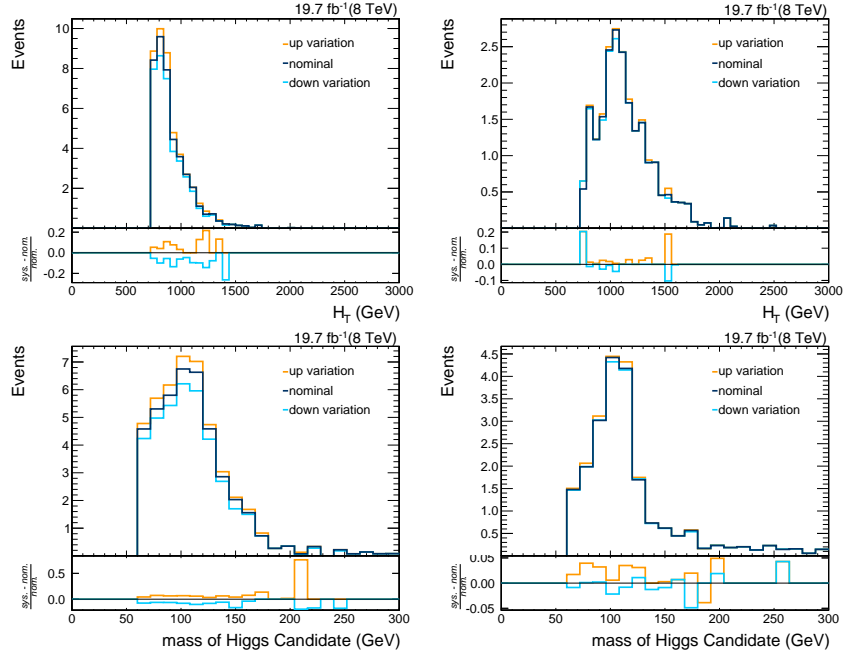 19.7 fb-1(8 TeV)
Events
10
8
6
4
2
up variation
nominal
down variation
sys. - nom.
nom.
0.2
0.0
-0.2
0 500 1000 1500 2000 2500 3000
HT (GeV)
19.7 fb-1(8 TeV)
Events
2.5
2.0
1.5
1.0
0.5
up variation
nominal
down variation
sys. - nom.
nom.
0.2
0.1
0.0
-0.1
0 500 1000 1500 2000 2500 3000
HT (GeV)
19.7 fb-1(8 TeV)
Events
7
6
5
4
3
2
1
up variation
nominal
down variation
sys. - nom.
nom.
0.5
0.0
0 50 100 150 200 250 300
mass of Higgs Candidate (GeV)
19.7 fb-1(8 TeV)
Events
4.5
4.0
3.5
3.0
2.5
2.0
1.5
1.0
0.5
up variation
nominal
down variation
sys. - nom.
nom.
0.05
0.00
-0.05
0 50 100 150 200 250 300
mass of Higgs Candidate (GeV)